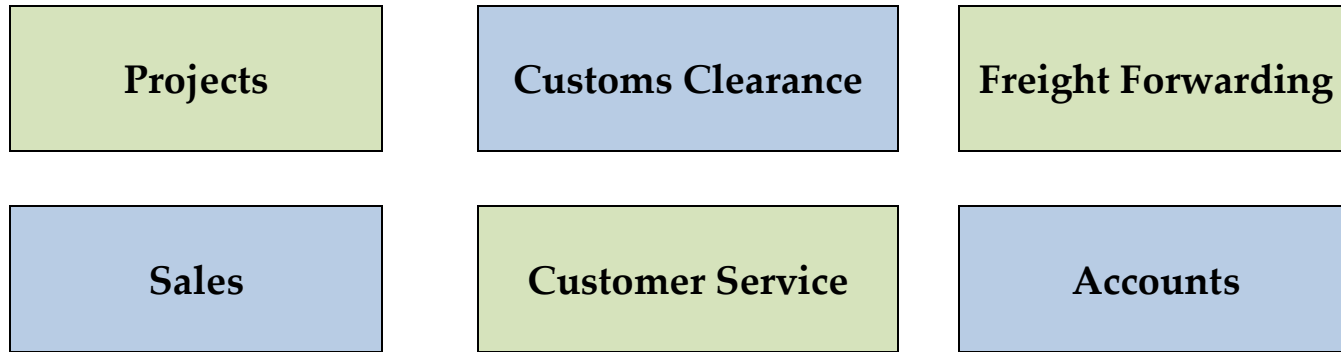 Projects
Customs Clearance
Freight Forwarding
Sales
Customer Service
Accounts